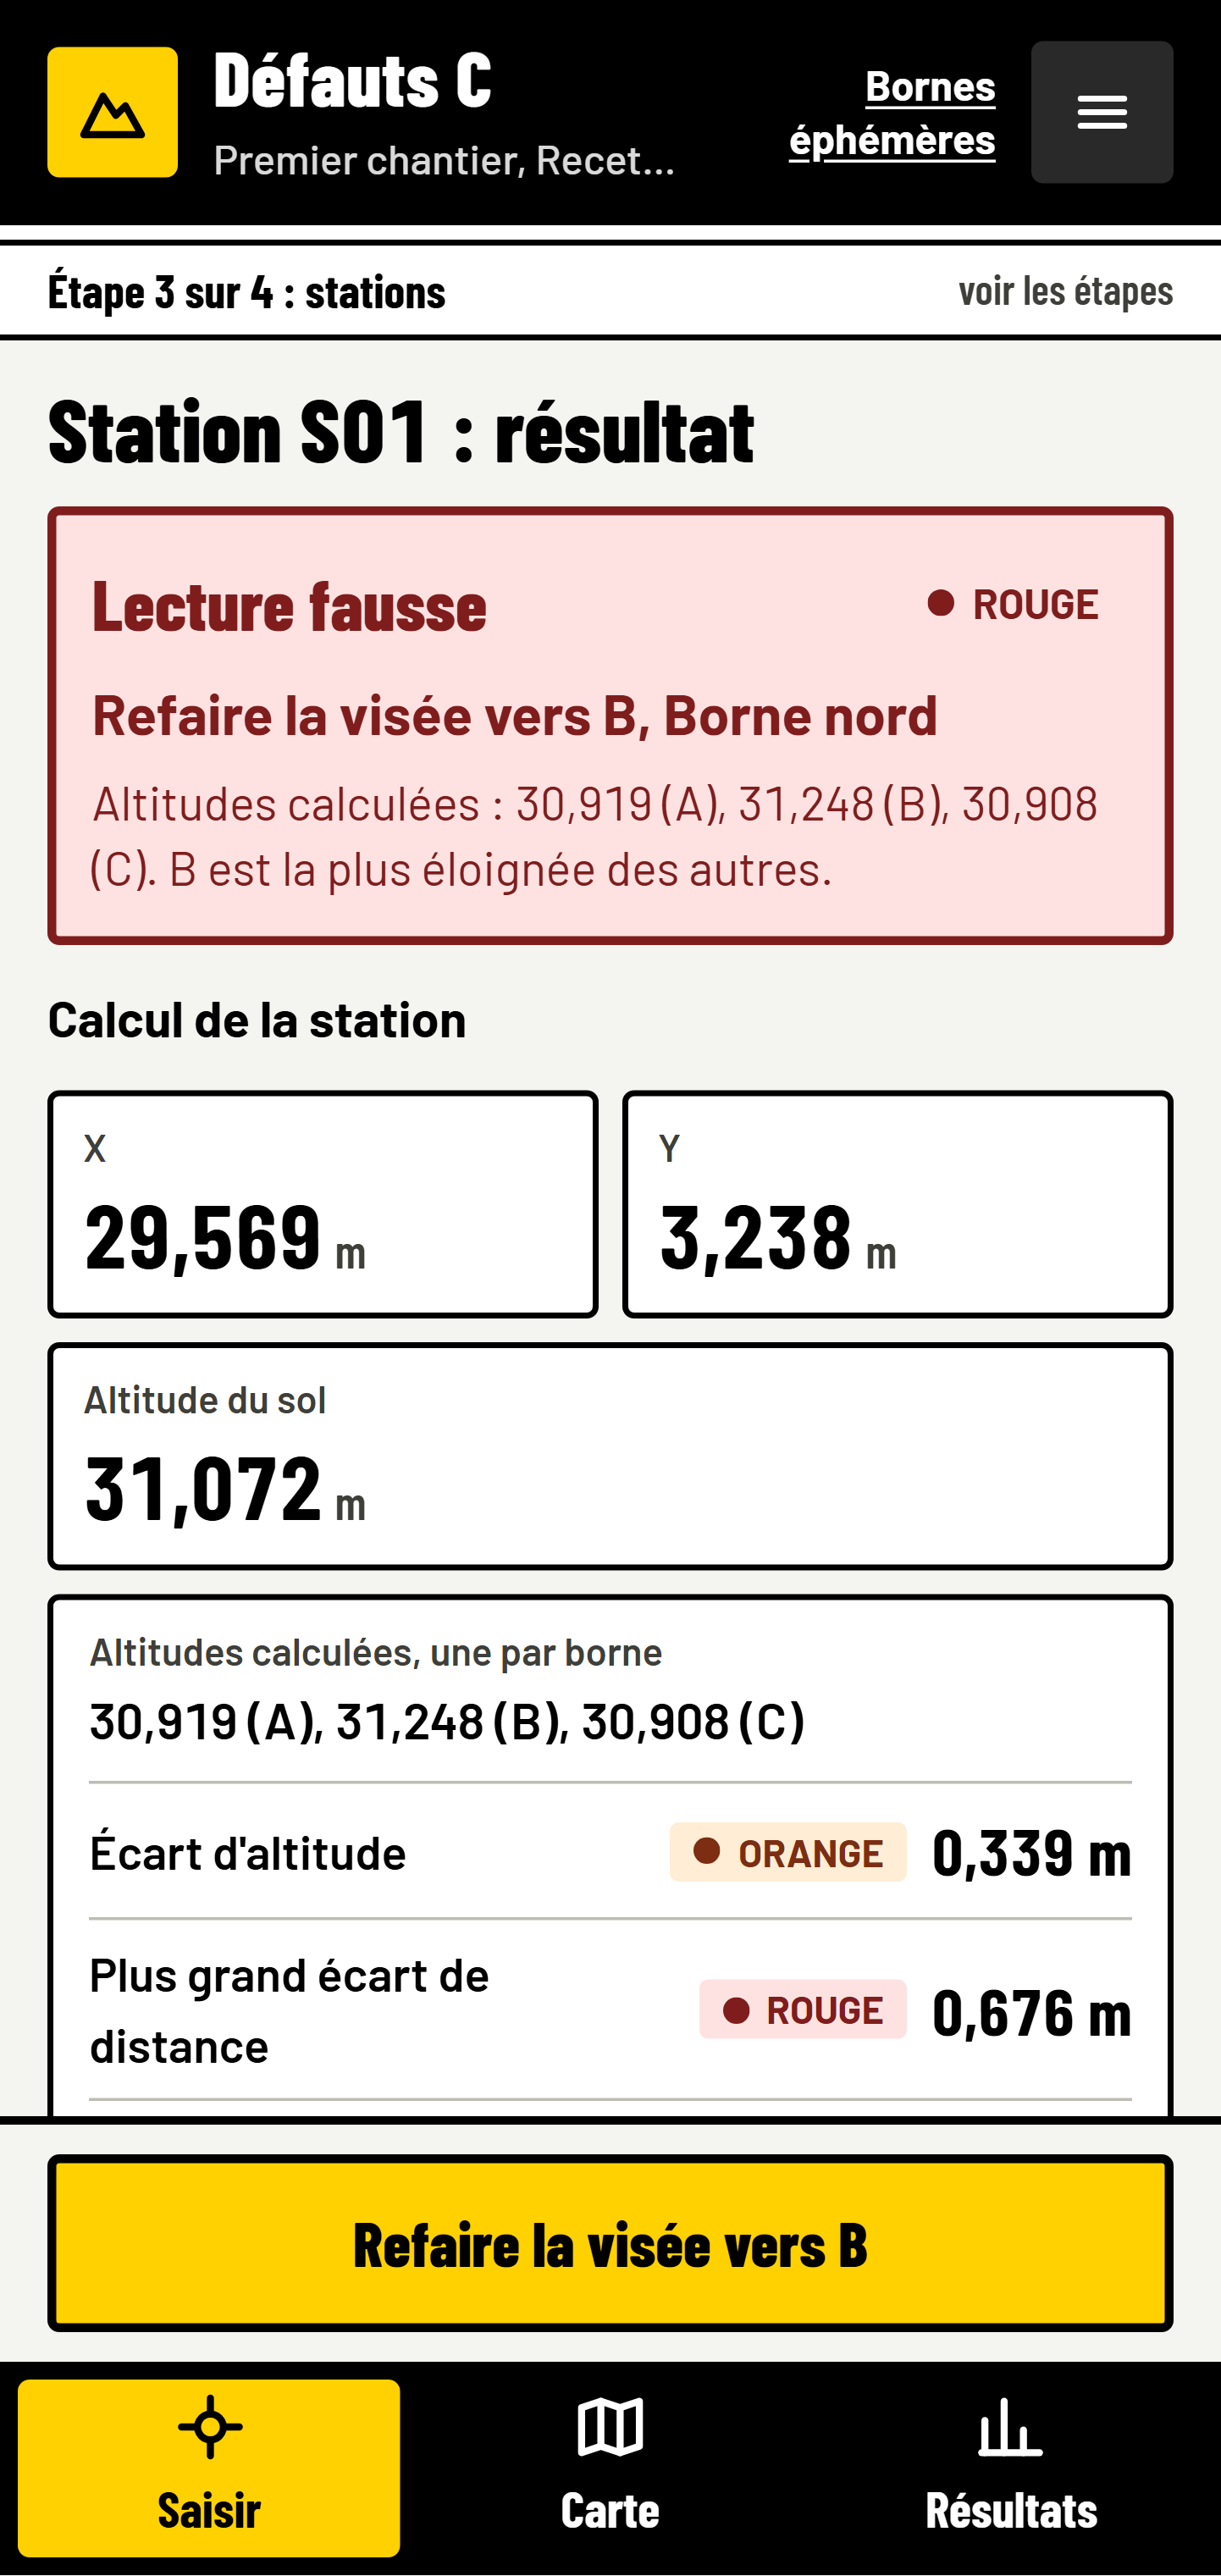 Défauts C
Premier chantier, Recet...
Bornes
éphémères
Étape 3 sur 4 : stations
voir les étapes
Station S01 : résultat
Lecture fausse
ROUGE
Refaire la visée vers B, Borne nord
Altitudes calculées : 30,919 (A), 31,248 (B), 30,908
(C). B est la plus éloignée des autres.
Calcul de la station
X
29,569 m
Y
3,238 m
Altitude du sol
31,072 m
Altitudes calculées, une par borne
30,919 (A), 31,248 (B), 30,908 (C)
Écart d'altitude
ORANGE
0,339 m
Plus grand écart de
distance
ROUGE
0,676 m
Refaire la visée vers B
Saisir
Carte
Résultats